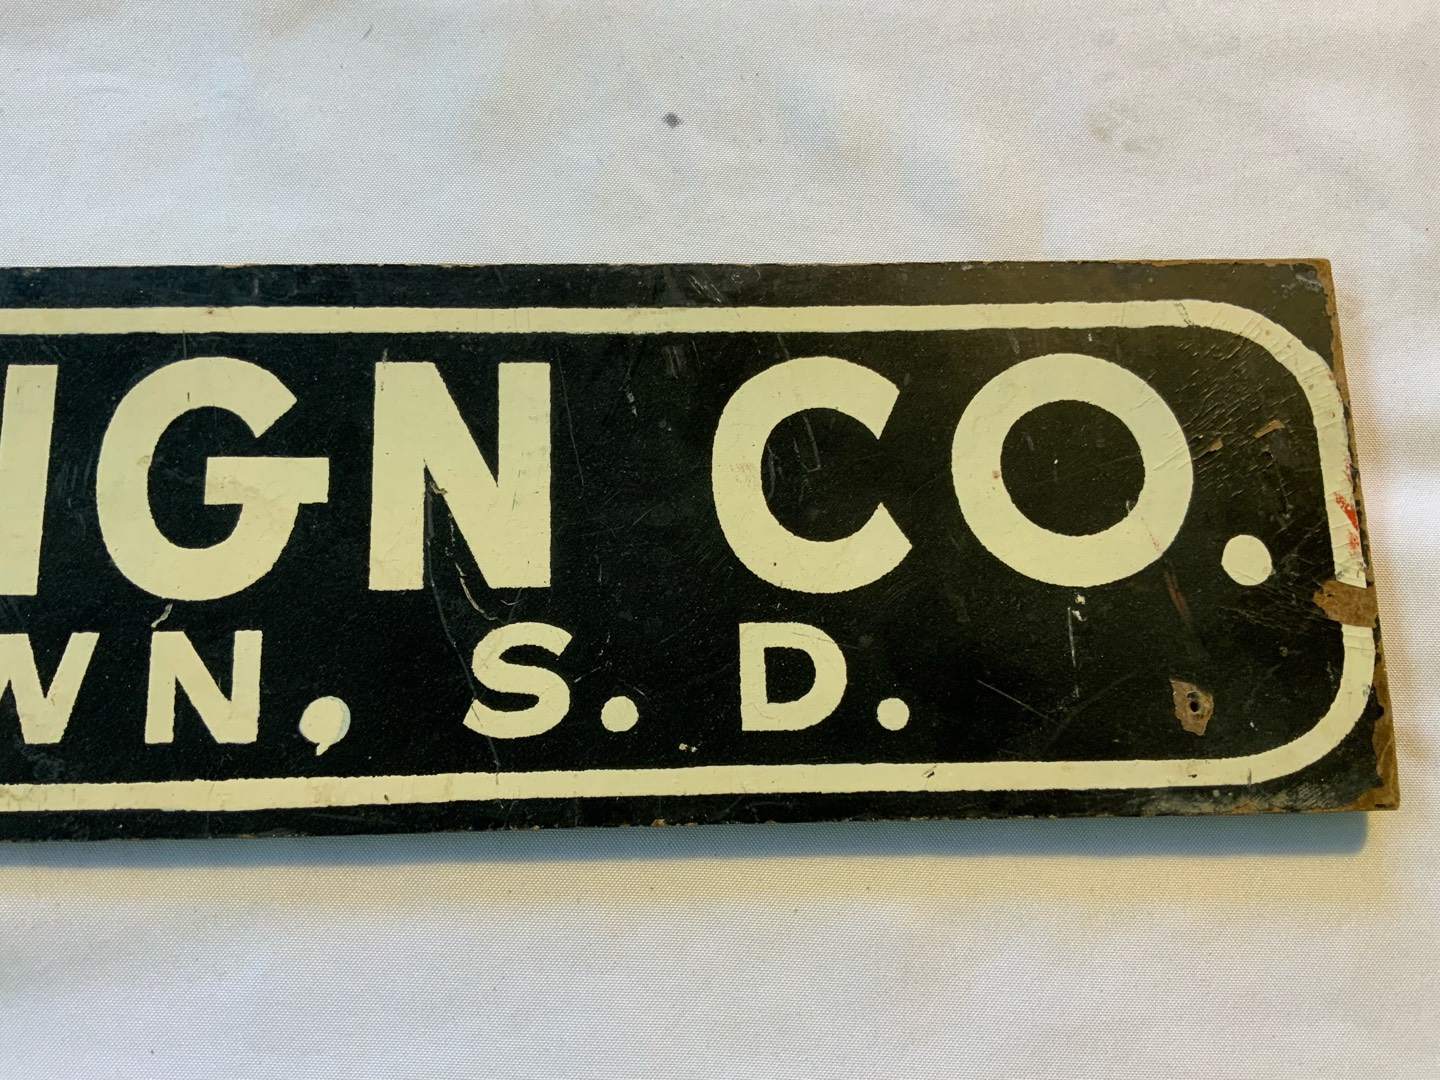 IGN CO.
WN, S. D.